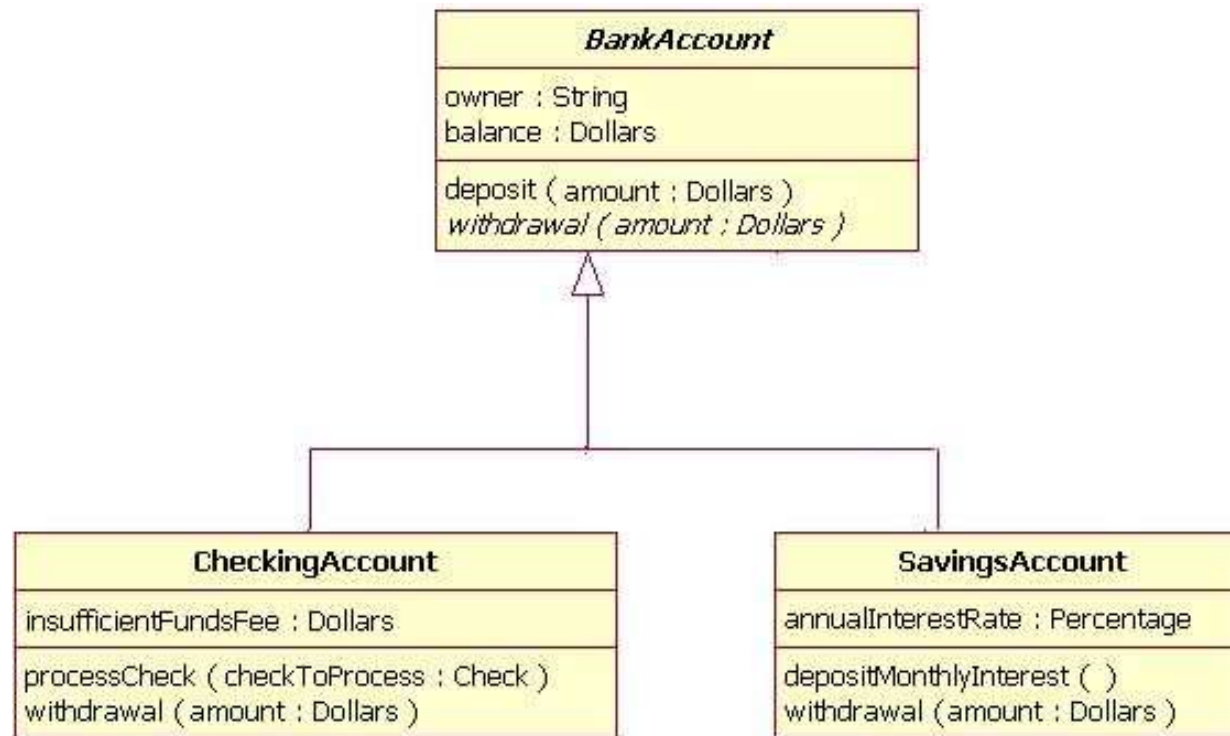 BankAccount
owner : String
balance : Dollars
deposit ( amount : Dollars )
withdrawal ( amount : Dollars )
CheckingAccount
insufficientFundsFee : Dollars
processCheck ( checkToProcess : Check )
withdrawal ( amount : Dollars )
SavingsAccount
annualInterestRate : Percentage
depositMonthlyInterest ( )
withdrawal ( amount : Dollars )